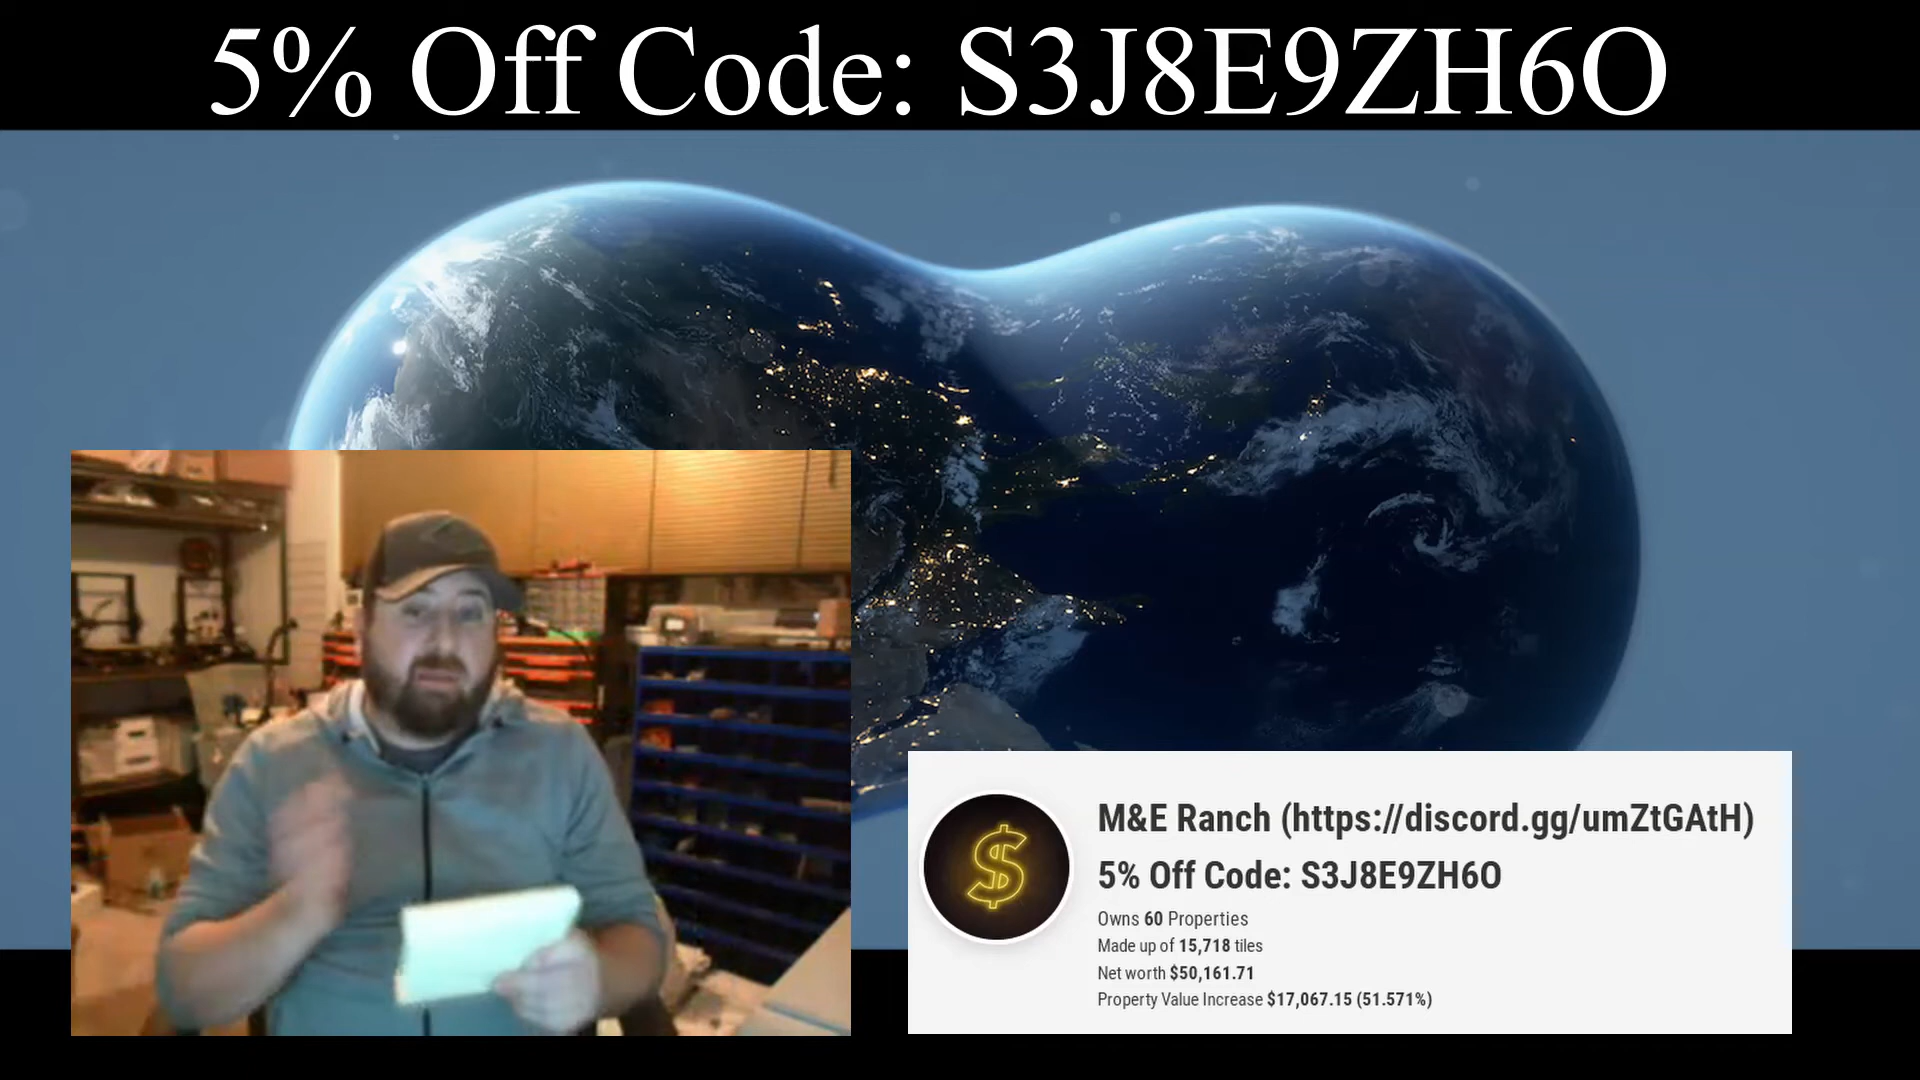 5% Off Code: S3J8E9ZH6O
M&E Ranch (https://discord.gg/umZtGAtH)
5% Off Code: S3J8E9ZH6O
Owns 60 Properties
Made up of 15,718 tiles
Net worth $50,161.71
Property Value Increase $17,067.15 (51.571%)